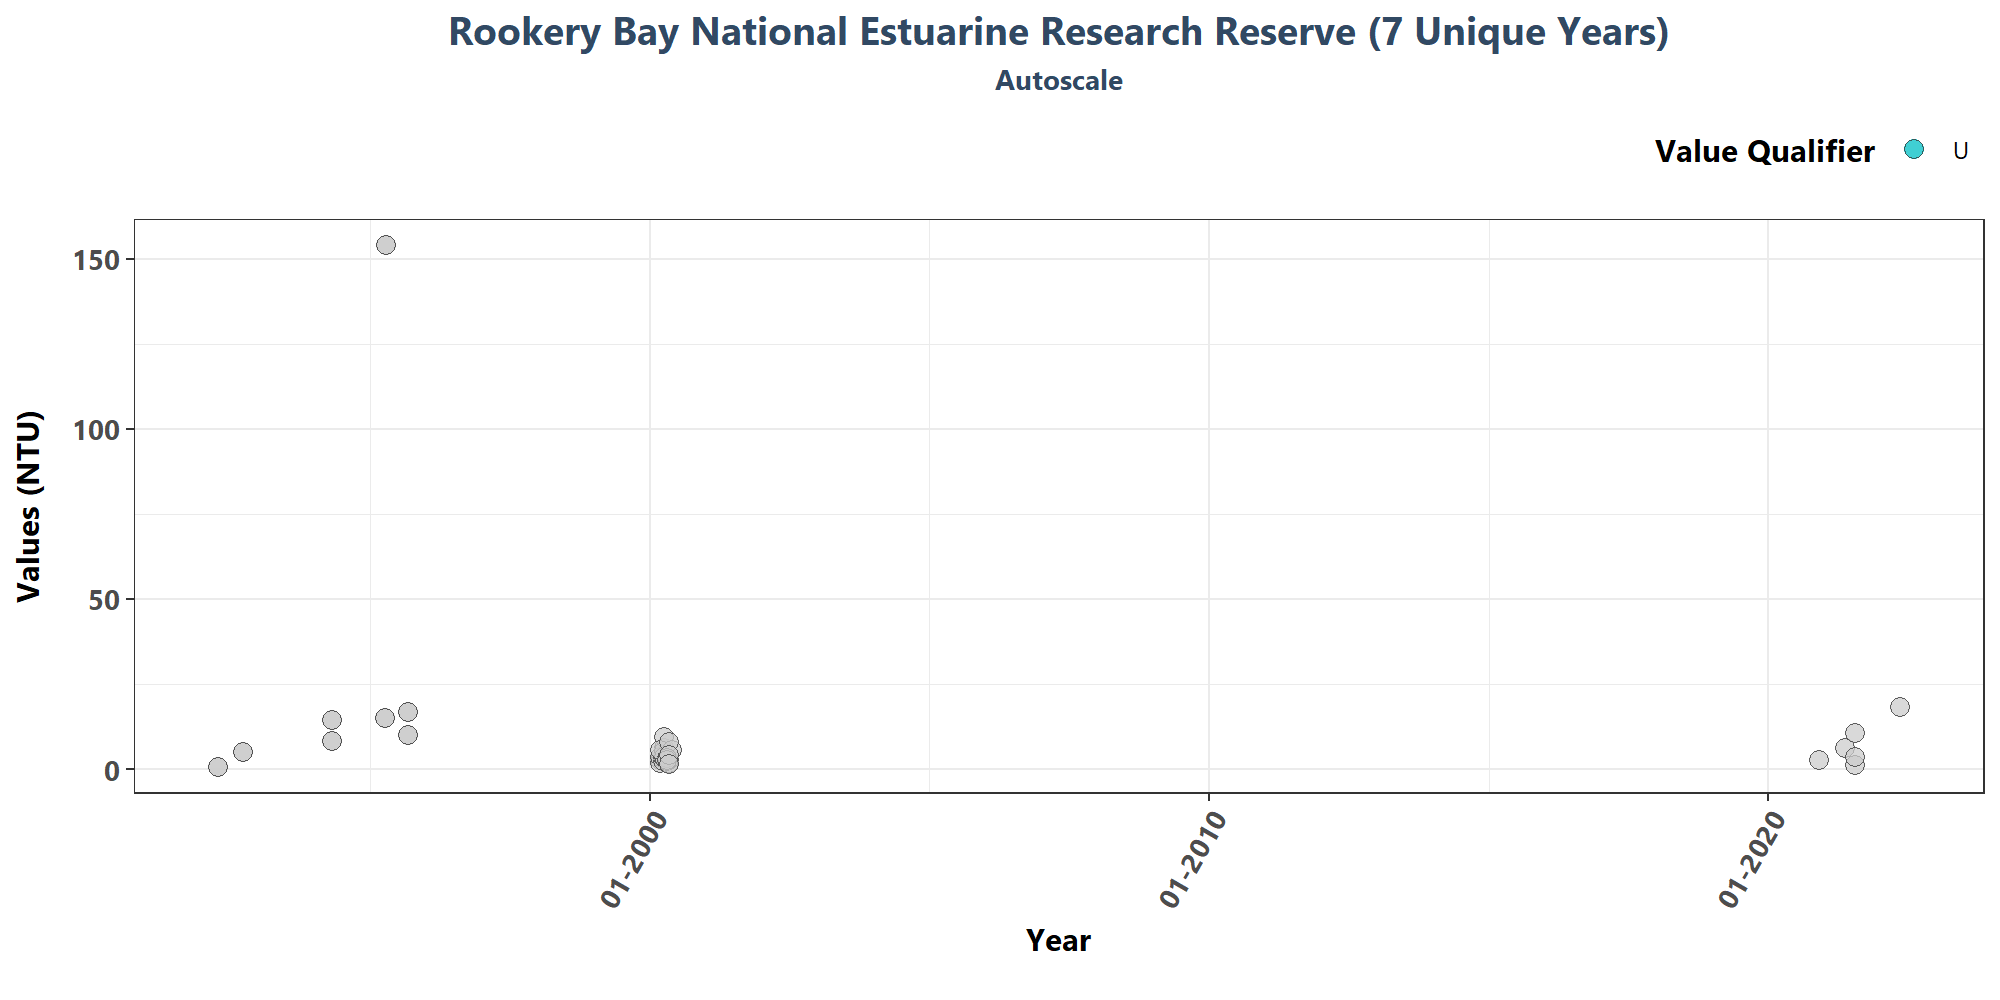 Rookery Bay National Estuarine Research Reserve (7 Unique Years)
Autoscale
Value Qualifier U
150
100
50
0
Values (NTU)
01-2000 01-2010 01-2020
Year